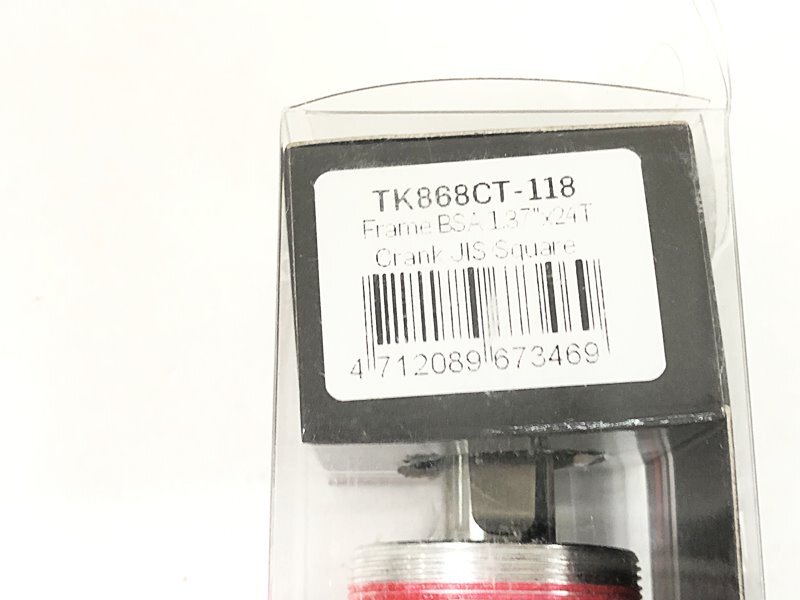 TK868CT-118
Frame BSA 1.37"x24T
Crank JIS Square
4 712089 673469